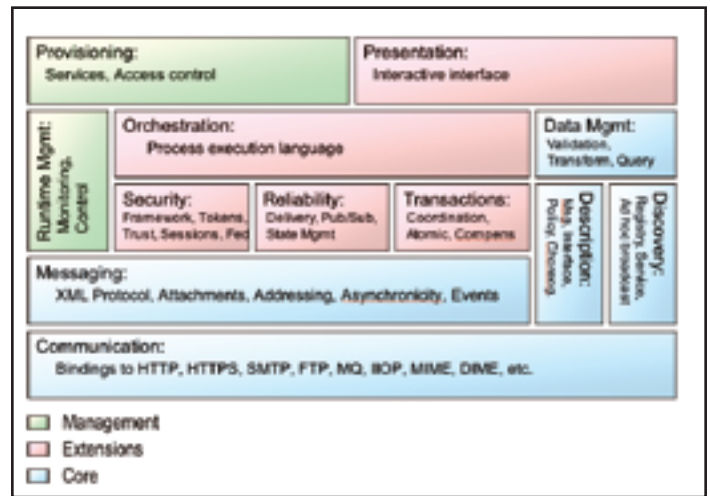 Provisioning:
Services, Access control
Presentation:
Interactive interface
Runtime Mgmt:
Monitoring,
Control
Orchestration:
Process execution language
Data Mgmt:
Validation,
Transform, Query
Security:
Framework, Tokens,
Trust, Sessions, Fed
Reliability:
Delivery, Pub/Sub,
State Mgmt
Transactions:
Coordination,
Atomic, Compens
Description:
Msg, Interface,
Policy, Choreog
Discovery:
Registry, Service,
Ad hoc Broadcast
Messaging:
XML Protocol, Attachments, Addressing, Asynchronicity, Events
Communication:
Bindings to HTTP, HTTPS, SMTP, FTP, MQ, IIOP, MIME, DIME, etc.
Management
Extensions
Core